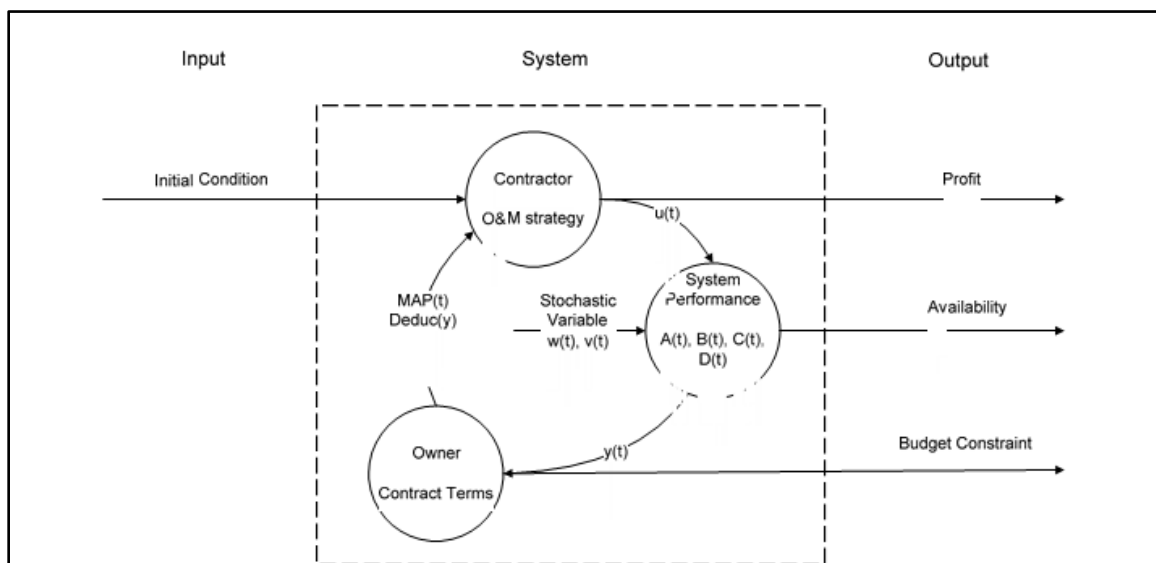 Input
System
Output
Initial Condition
Contractor
O&M strategy
Profit
u(t)
MAP(t)
Deduc(y)
Stochastic
Variable
w(t), v(t)
System
Performance
A(t), B(t), C(t),
D(t)
Availability
y(t)
Owner
Contract Terms
Budget Constraint